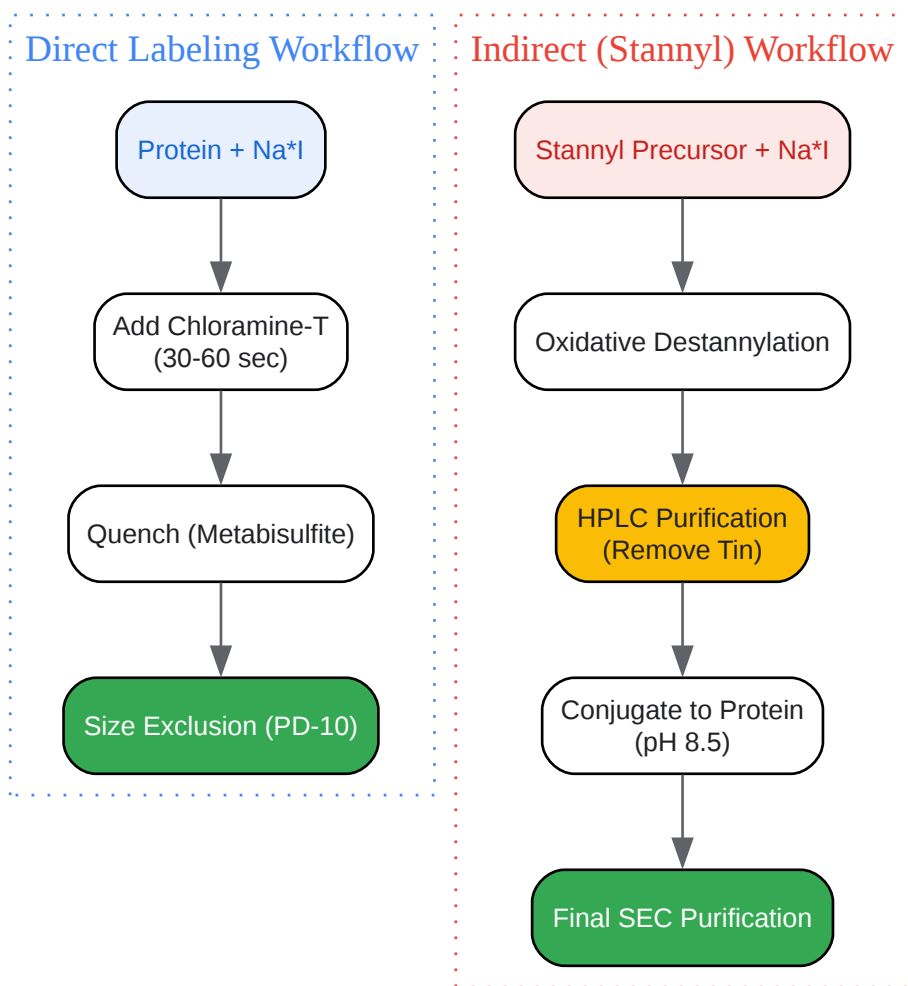 Direct Labeling Workflow
Protein + Na*I
Add Chloramine-T
(30-60 sec)
Quench (Metabisulfite)
Size Exclusion (PD-10)
Indirect (Stannyl) Workflow
Stannyl Precursor + Na*I
Oxidative Destannylation
HPLC Purification
(Remove Tin)
Conjugate to Protein
(pH 8.5)
Final SEC Purification